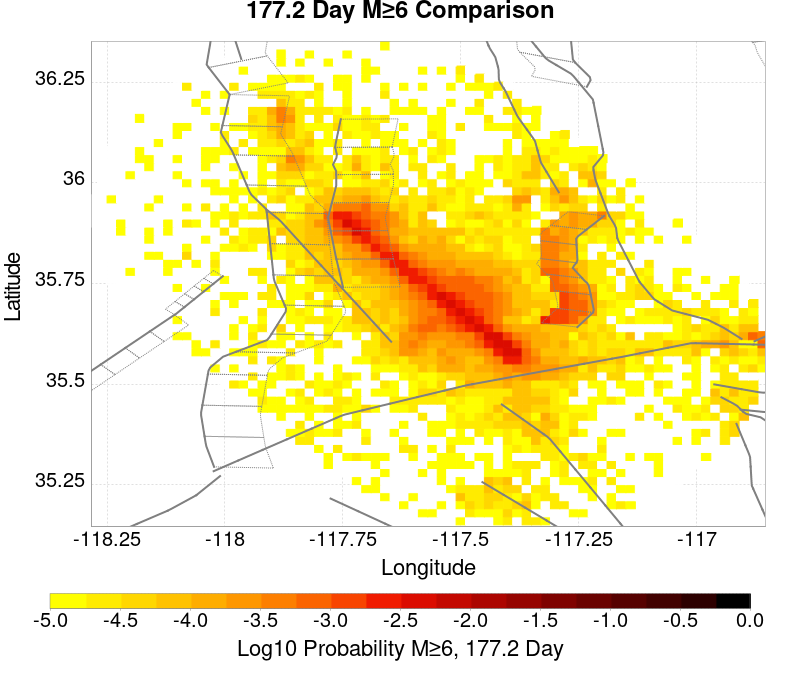 177.2 Day M≥6 Comparison
36.25
36
35.75
35.5
35.25
Latitude
-118.25 -118 -117.75 -117.5 -117.25 -117
Longitude
-5.0 -4.5 -4.0 -3.5 -3.0 -2.5 -2.0 -1.5 -1.0 -0.5 0.0
Log10 Probability M≥6, 177.2 Day